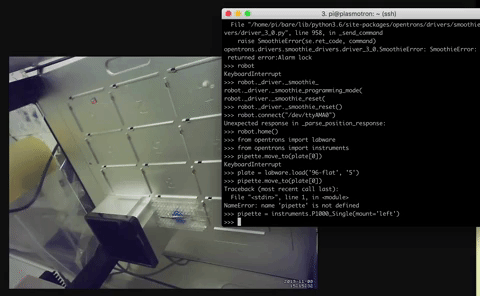 3. pi@plasmotron: ~ (ssh)
File "/home/pi/bare/lib/python3.6/site-packages/opentrons/drivers/smoothie
vers/driver_3_0.py", line 958, in _send_command
raise SmoothieError(se.ret_code, command)
opentrons.drivers.smoothie_drivers.driver_3_0.SmoothieError: SmoothieError:
returned error:Alarm lock
>>> robot
KeyboardInterrupt
>>> robot._driver._smoothie_
robot._driver._smoothie_programming_mode(
robot._driver._smoothie_reset(
>>> robot._driver._smoothie_reset()
>>> robot.connect("/dev/ttyAMA0")
Unexpected response in _parse_position_response:
>>> robot.home()
>>> from opentrons import labware
>>> from opentrons import instruments
>>> pipette.move_to(plate[0])
KeyboardInterrupt
>>> plate = labware.load('96-flat', '5')
>>> pipette.move_to(plate[0])
Traceback (most recent call last):
File "<stdin>", line 1, in <module>
NameError: name 'pipette' is not defined
>>> pipette = instruments.P1000_Single(mount='left')
>>>